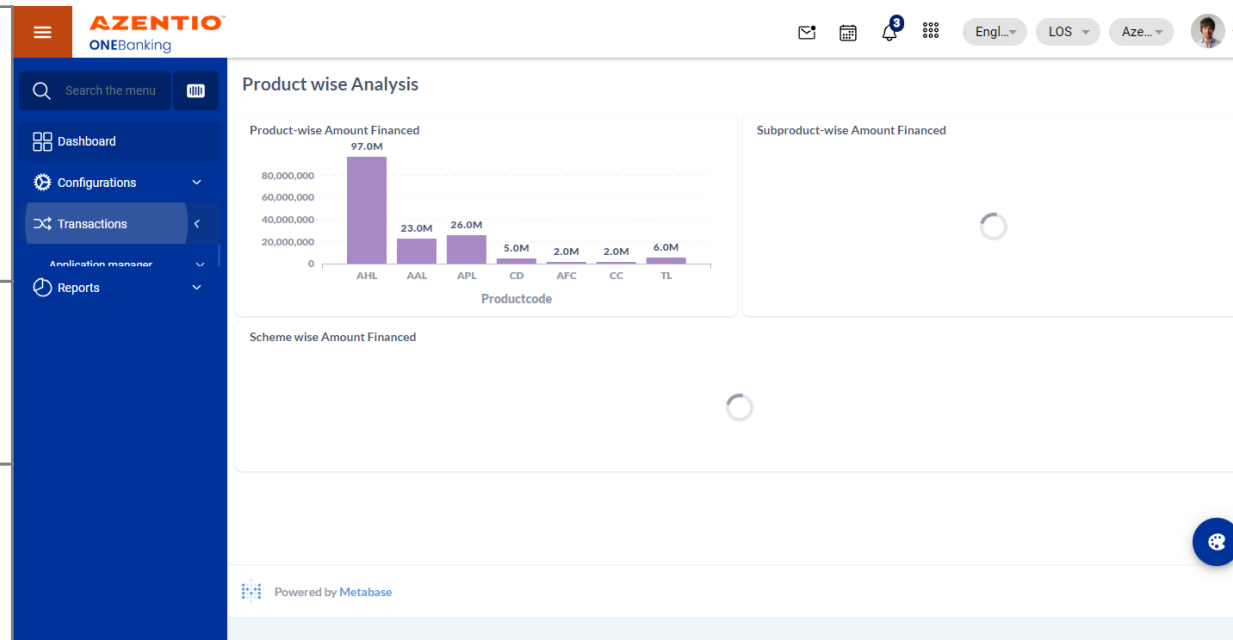 AZENTIO
ONEBanking
3
Engl...
LOS
Aze...
Search the menu
Dashboard
Configurations
Transactions
Application manager
Reports
Product wise Analysis
Product-wise Amount Financed
97.0M
80,000,000
60,000,000
40,000,000
20,000,000
0
23.0M
26.0M
5.0M
2.0M
2.0M
6.0M
AHL AAL APL CD AFC CC TL
Productcode
Subproduct-wise Amount Financed
Scheme wise Amount Financed
Powered by Metabase